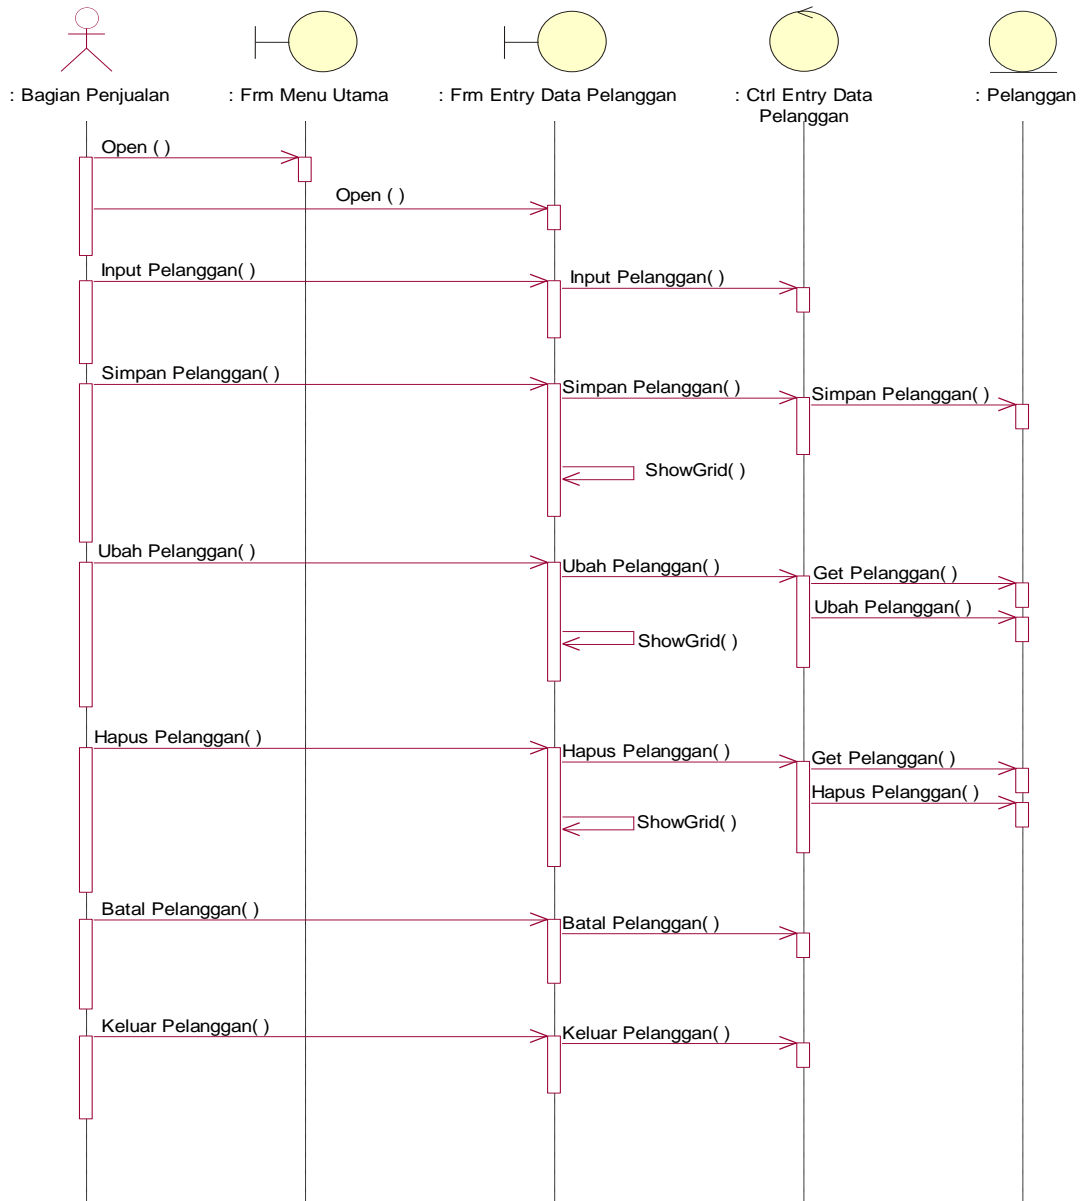 : Bagian Penjualan
: Frm Menu Utama
: Frm Entry Data Pelanggan
: Ctrl Entry Data
Pelanggan
: Pelanggan
Open ( )
Open ( )
Input Pelanggan( )
Input Pelanggan( )
Simpan Pelanggan( )
Simpan Pelanggan( )
Simpan Pelanggan( )
ShowGrid( )
Ubah Pelanggan( )
Ubah Pelanggan( )
Get Pelanggan( )
Ubah Pelanggan( )
ShowGrid( )
Hapus Pelanggan( )
Hapus Pelanggan( )
Get Pelanggan( )
Hapus Pelanggan( )
ShowGrid( )
Batal Pelanggan( )
Batal Pelanggan( )
Keluar Pelanggan( )
Keluar Pelanggan( )